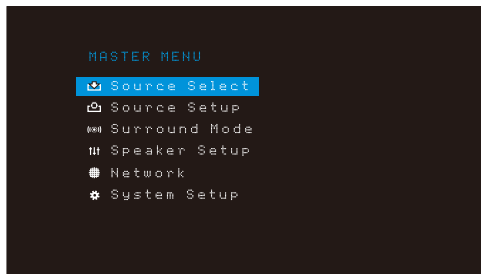 MASTER MENU
Source Select
Source Setup
Surround Mode
Speaker Setup
Network
System Setup